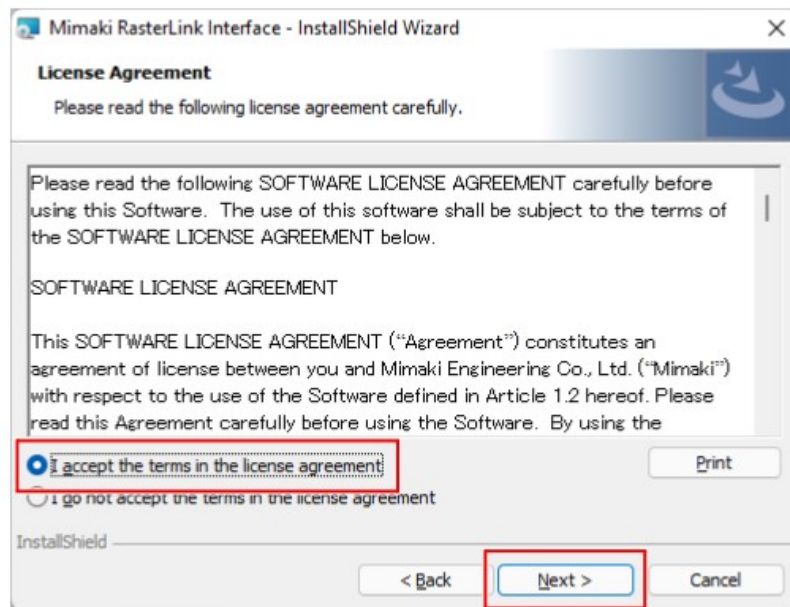 Mimaki RasterLink Interface - InstallShield Wizard
License Agreement
Please read the following license agreement carefully.
Please read the following SOFTWARE LICENSE AGREEMENT carefully before
using this Software. The use of this software shall be subject to the terms of
the SOFTWARE LICENSE AGREEMENT below.
SOFTWARE LICENSE AGREEMENT
This SOFTWARE LICENSE AGREEMENT (“Agreement”) constitutes an
agreement of license between you and Mimaki Engineering Co., Ltd. (“Mimaki”)
with respect to the use of the Software defined in Article 1.2 hereof. Please
read this Agreement carefully before using the Software. By using the
I accept the terms in the license agreement
Print
I do not accept the terms in the license agreement
InstallShield
< Back
Next >
Cancel